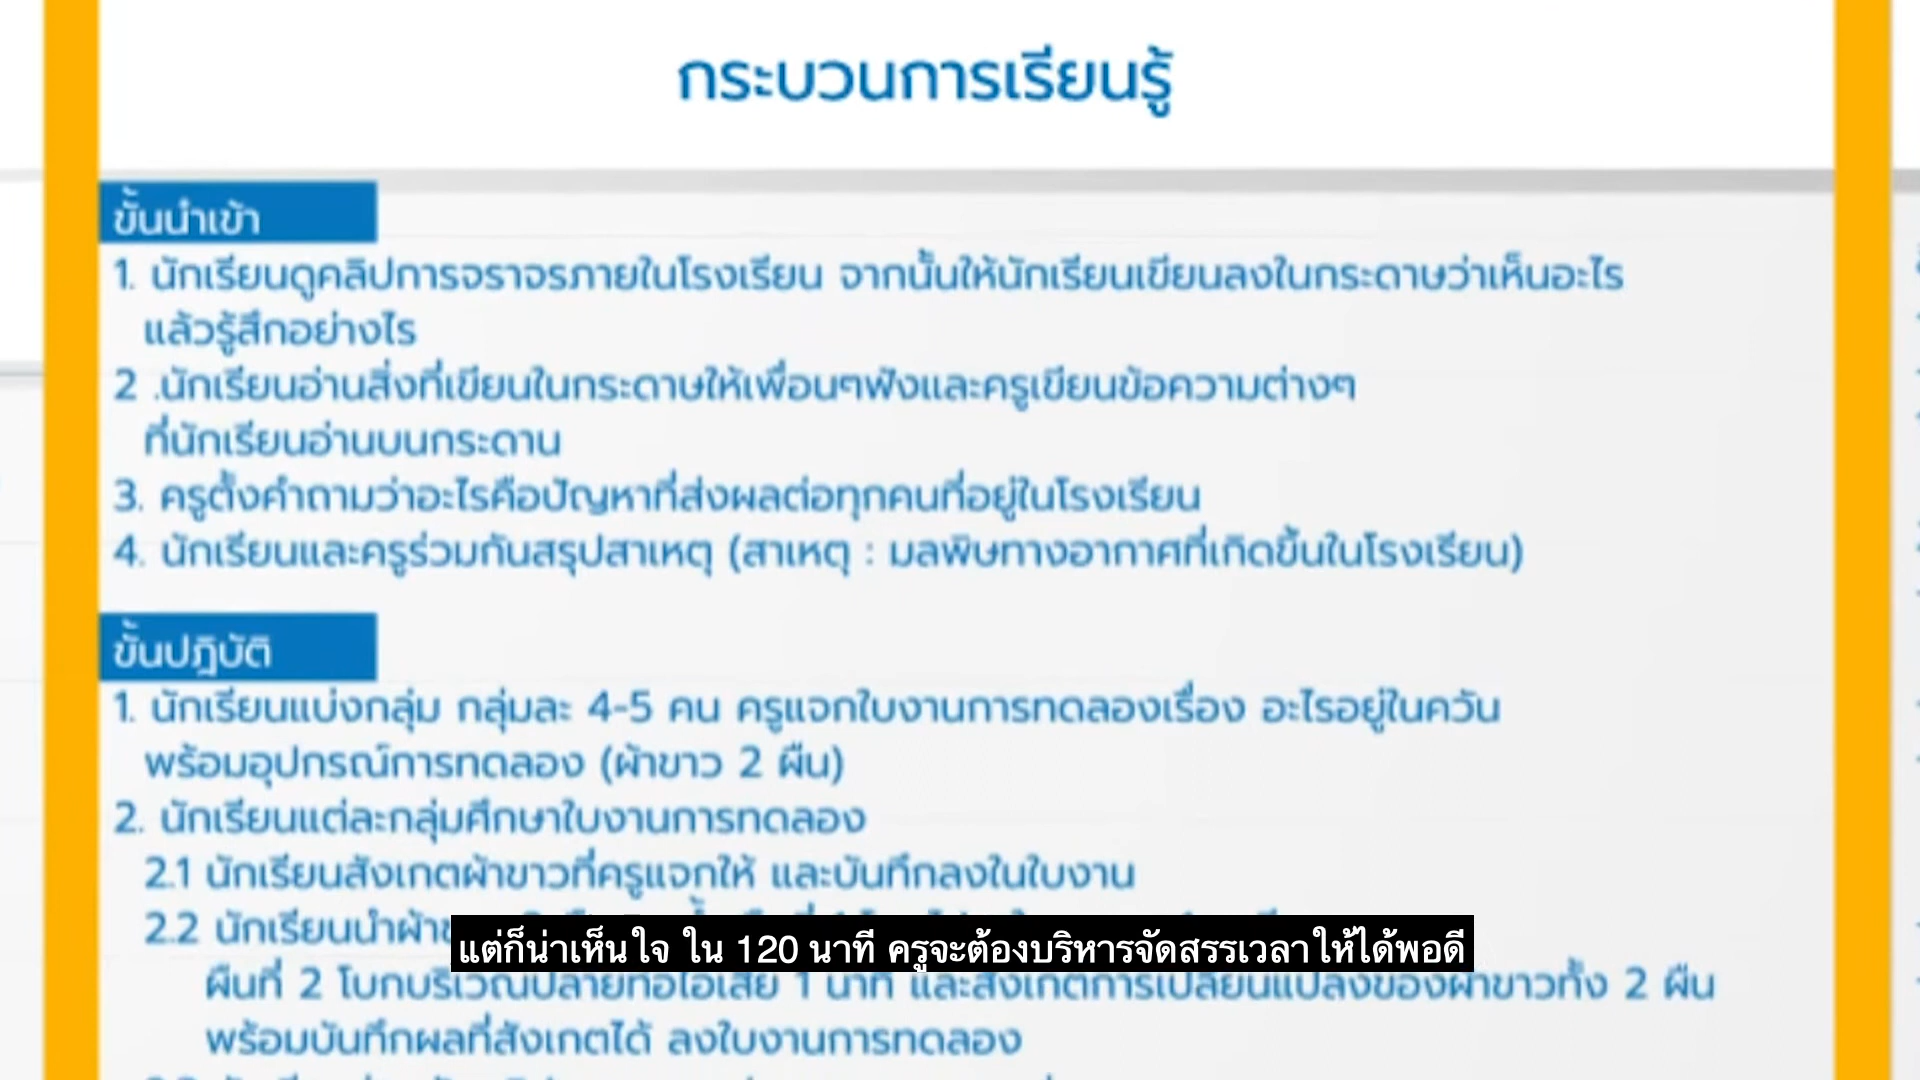 กระบวนการเรียนรู้
ขั้นนำเข้า
1. นักเรียนดูคลิปการจราจรภายในโรงเรียน จากนั้นให้นักเรียนเขียนลงในกระดาษว่าเห็นอะไร
แล้วรู้สึกอย่างไร
2 .นักเรียนอ่านสิ่งที่เขียนในกระดาษให้เพื่อนๆฟังและครูเขียนข้อความต่างๆ
ที่นักเรียนอ่านบนกระดาน
3. ครูตั้งคำถามว่าอะไรคือปัญหาที่ส่งผลต่อทุกคนที่อยู่ในโรงเรียน
4. นักเรียนและครูร่วมกันสรุปสาเหตุ (สาเหตุ : มลพิษทางอากาศที่เกิดขึ้นในโรงเรียน)
ขั้นปฏิบัติ
1. นักเรียนแบ่งกลุ่ม กลุ่มละ 4-5 คน ครูแจกใบงานการทดลองเรื่อง อะไรอยู่ในควัน
พร้อมอุปกรณ์การทดลอง (ผ้าขาว 2 ผืน)
2. นักเรียนแต่ละกลุ่มศึกษาใบงานการทดลอง
2.1 นักเรียนสังเกตผ้าขาวที่ครูแจกให้ และบันทึกลงในใบงาน
2.2 นักเรียนนำผ้า
แต่ก็น่าเห็นใจ ใน 120 นาที ครูจะต้องบริหารจัดสรรเวลาให้ได้พอดี
ผืนที่ 2 โบกบริเวณปลายท่อไอเสีย 1 นาที และสังเกตการเปลี่ยนแปลงของผ้าขาวทั้ง 2 ผืน
พร้อมบันทึกผลที่สังเกตได้ ลงใบงานการทดลอง